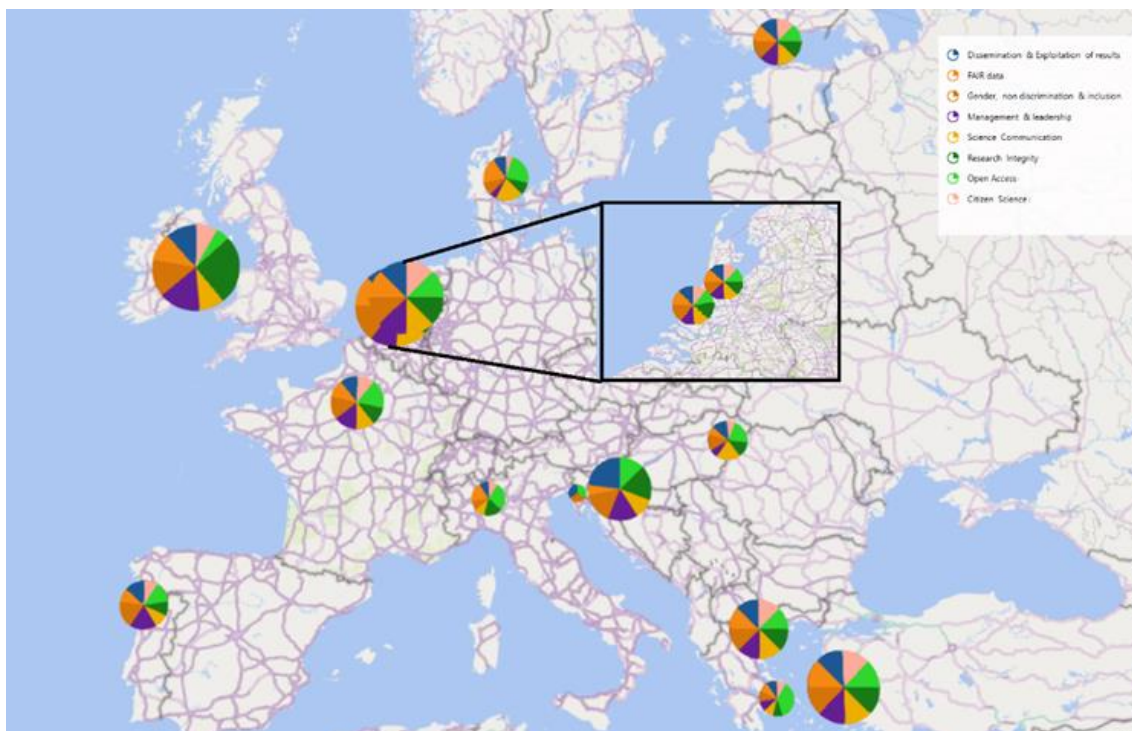 Dissemination & Exploitation of results
FAIR data
Gender, non discrimination & inclusion
Management & leadership
Science Communication
Research Integrity
Open Access
Citizen Science :